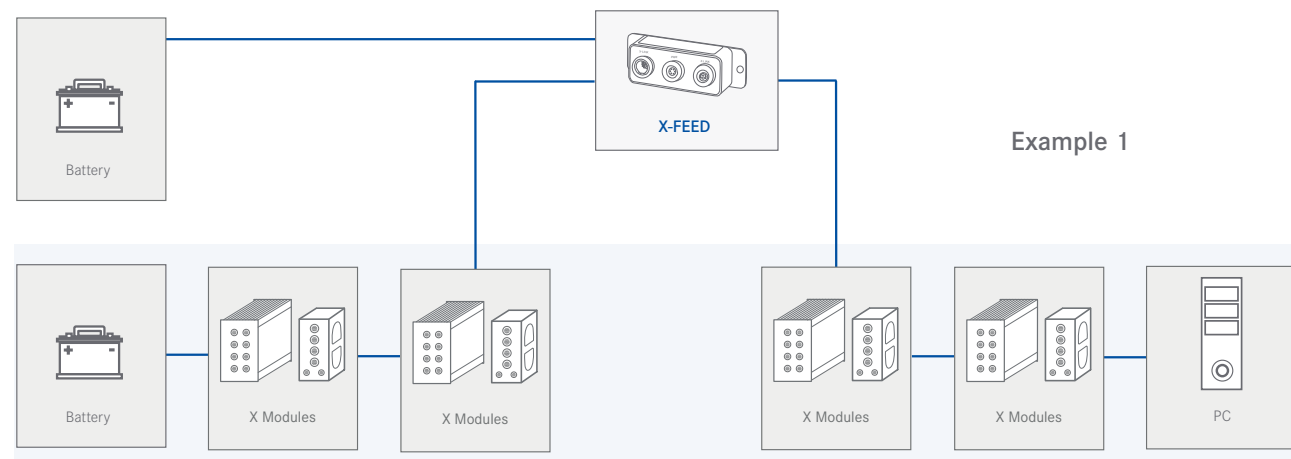 X-FEED
Example 1
Battery
Battery
X Modules
X Modules
X Modules
X Modules
PC